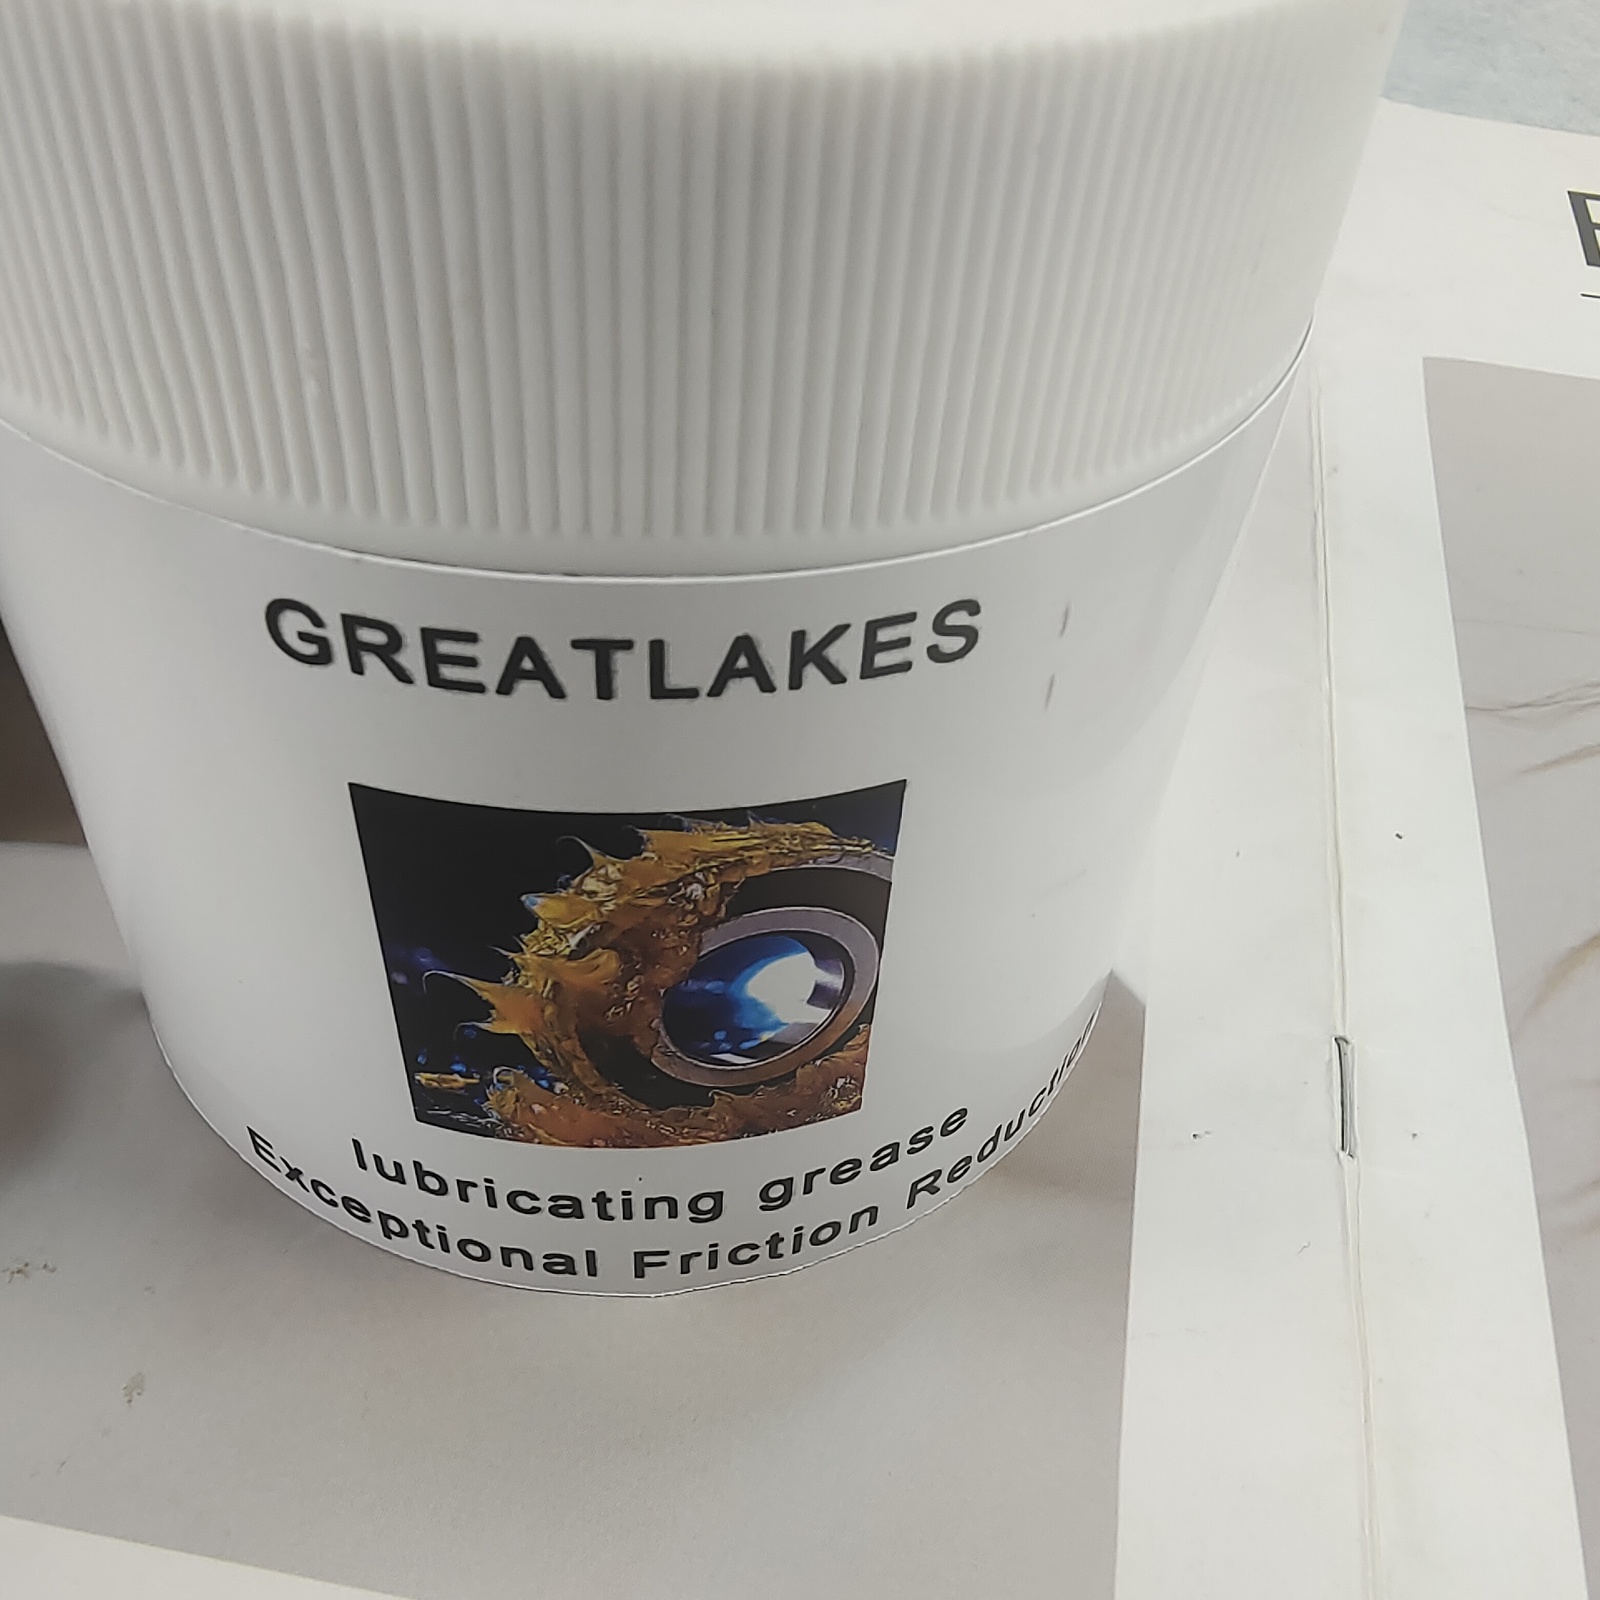 GREATLAKES
lubricating grease
Exceptional Friction Reduction